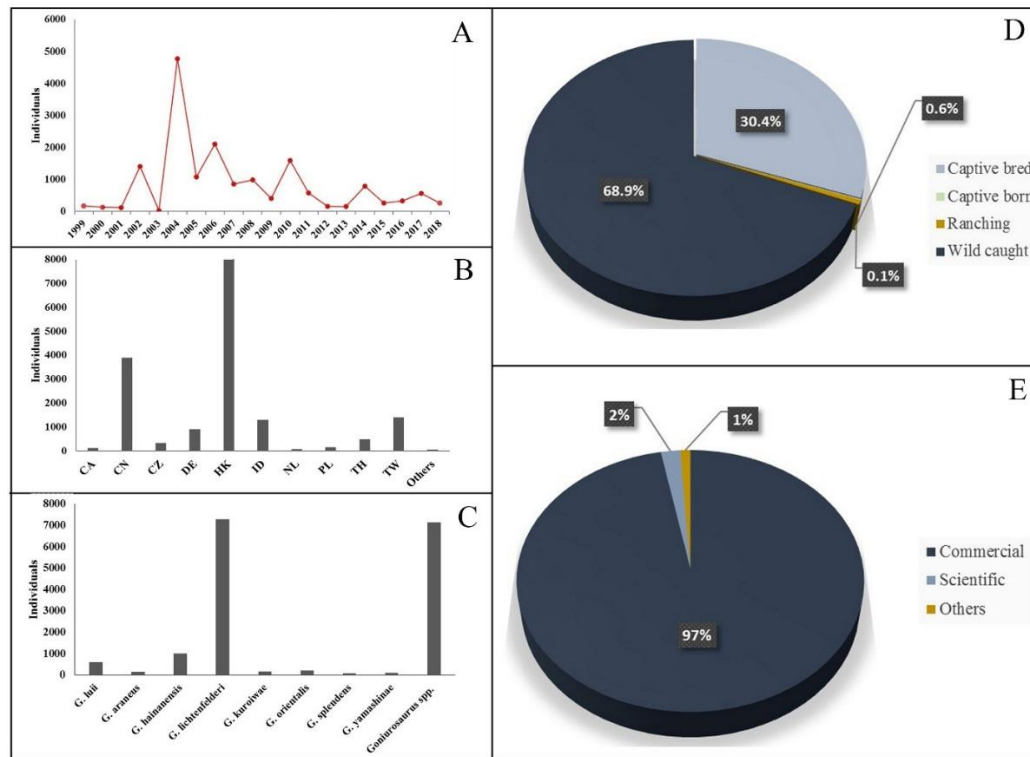 A
6000
5000
4000
3000
2000
1000
0
Individuals
1999
2000
2001
2002
2003
2004
2005
2006
2007
2008
2009
2010
2011
2012
2013
2014
2015
2016
2017
2018
B
8000
7000
6000
5000
4000
3000
2000
1000
0
Individuals
CA
CN
CZ
DE
HK
ID
NL
PL
TH
TW
Others
C
8000
7000
6000
5000
4000
3000
2000
1000
0
Individuals
G. luii
G. araneus
G. hainanensis
G. lichtenfelderi
G. kuroiwae
G. orientalis
G. splendens
G. yamashinae
Goniurosaurus spp.
D
30.4%
0.6%
68.9%
0.1%
Captive bred
Captive born
Ranching
Wild caught
E
2%
1%
97%
Commercial
Scientific
Others